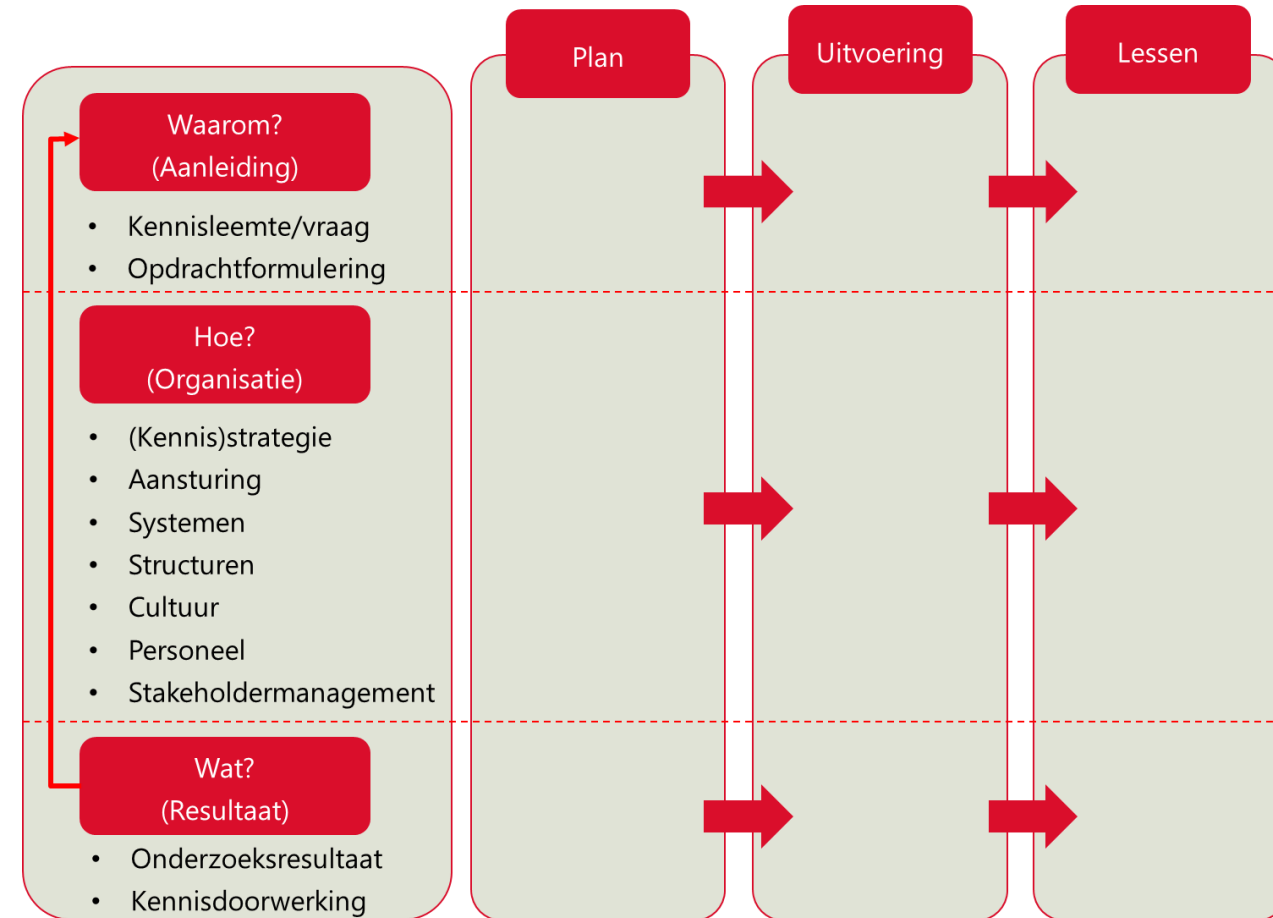 Plan
Uitvoering
Lessen
Waarom?
(Aanleiding)
• Kennisleemte/vraag
• Opdrachtformulering
Hoe?
(Organisatie)
• (Kennis)strategie
• Aansturing
• Systemen
• Structuren
• Cultuur
• Personeel
• Stakeholdermanagement
Wat?
(Resultaat)
• Onderzoeksresultaat
• Kennisdoorwerking